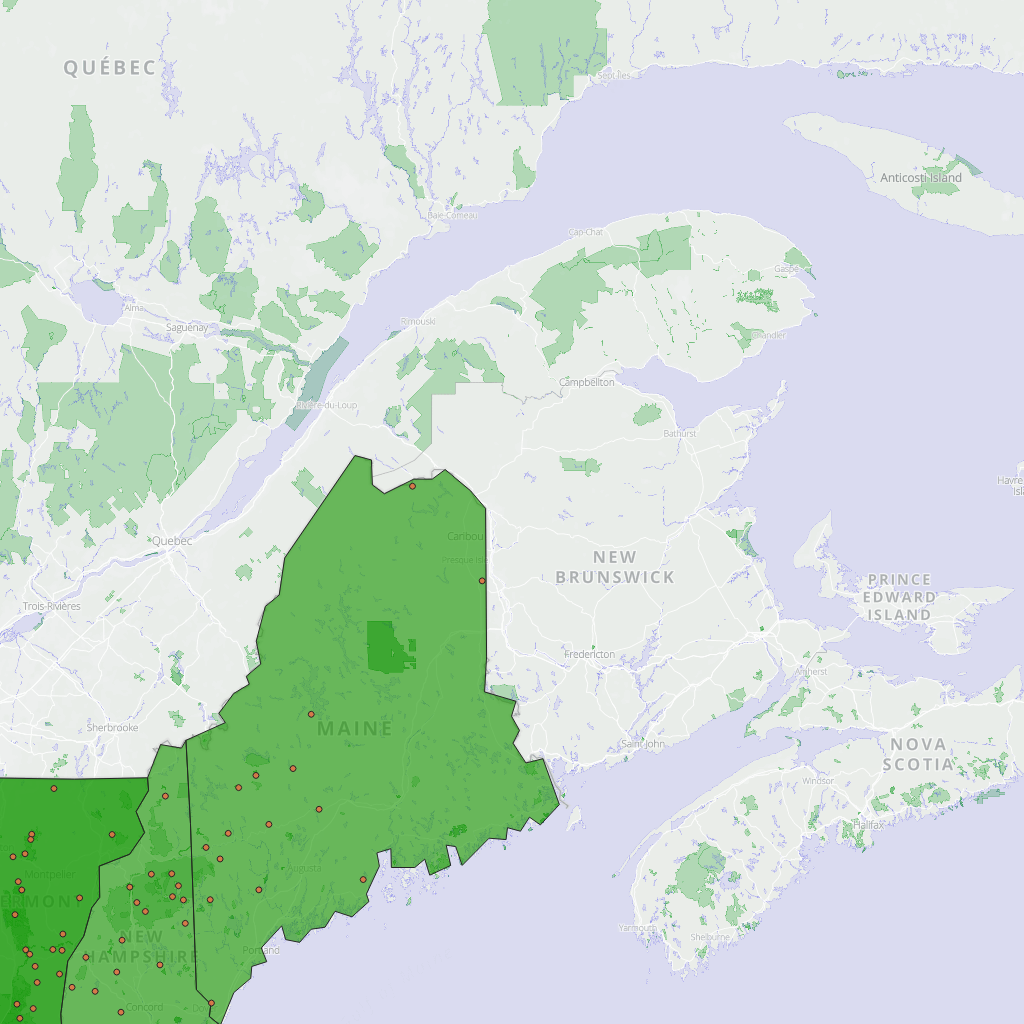 QUÉBEC
Sept-Îles
Anticosti Island
Baie-Comeau
Cap-Chat
Gaspé
Alma
Saguenay
Rimouski
Chandler
Campbellton
Rivière-du-Loup
Bathurst
Quebec
Caribou
Presque Isle
NEW
BRUNSWICK
PRINCE
EDWARD
ISLAND
Trois-Rivières
Fredericton
Amherst
Sherbrooke
MAINE
Saint John
NOVA
SCOTIA
Windsor
Halifax
Montpelier
Augusta
Yarmouth
Shelburne
NEW
HAMPSHIRE
Portland
Concord